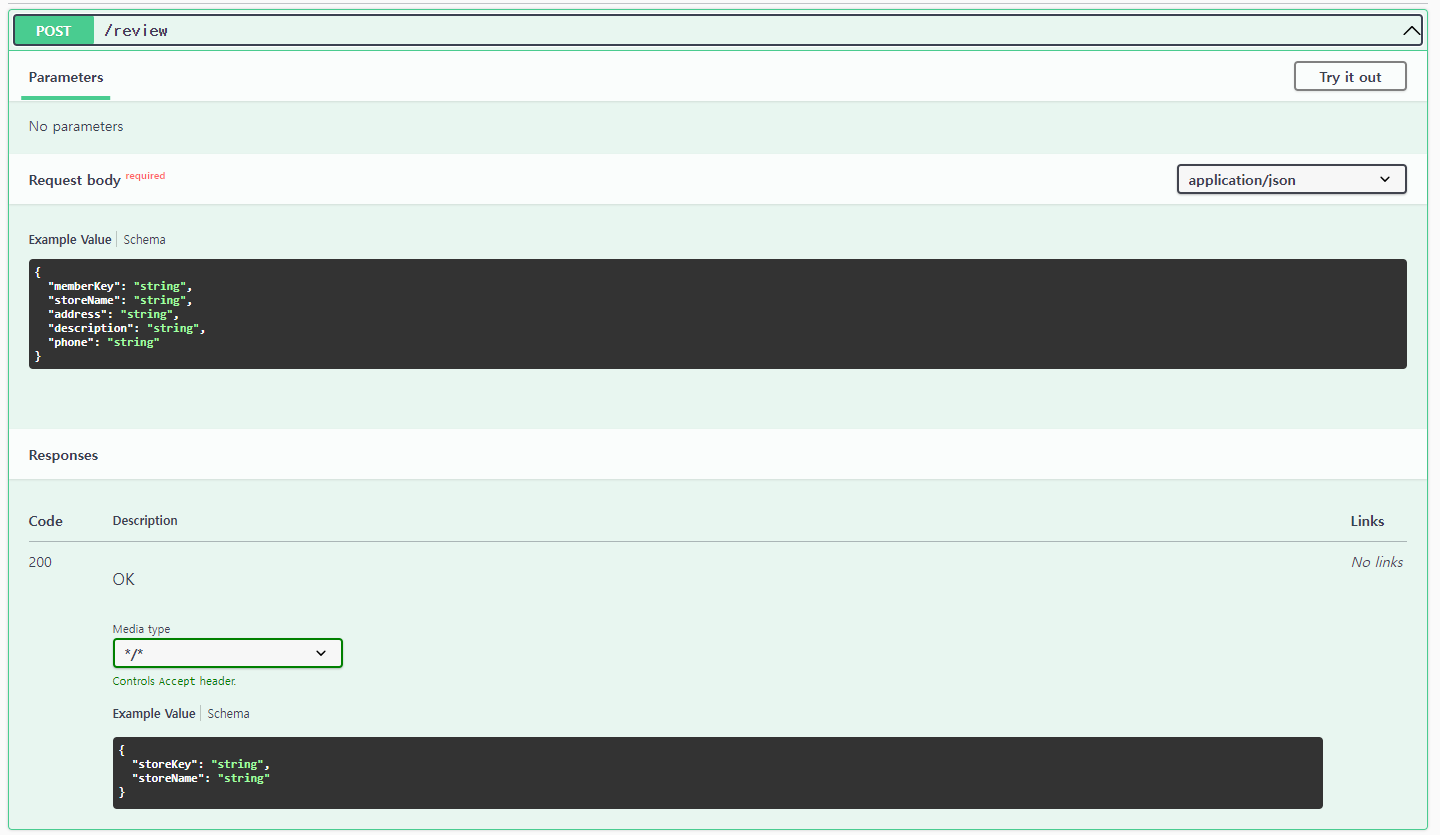 POST /review
Parameters Try it out
No parameters
Request body required application/json
Example Value Schema
{
"memberKey": "string",
"storeName": "string",
"address": "string",
"description": "string",
"phone": "string"
}
Responses
Code Description Links
200 OK No links
Media type
*/*
Controls Accept header.
Example Value Schema
{
"storeKey": "string",
"storeName": "string"
}